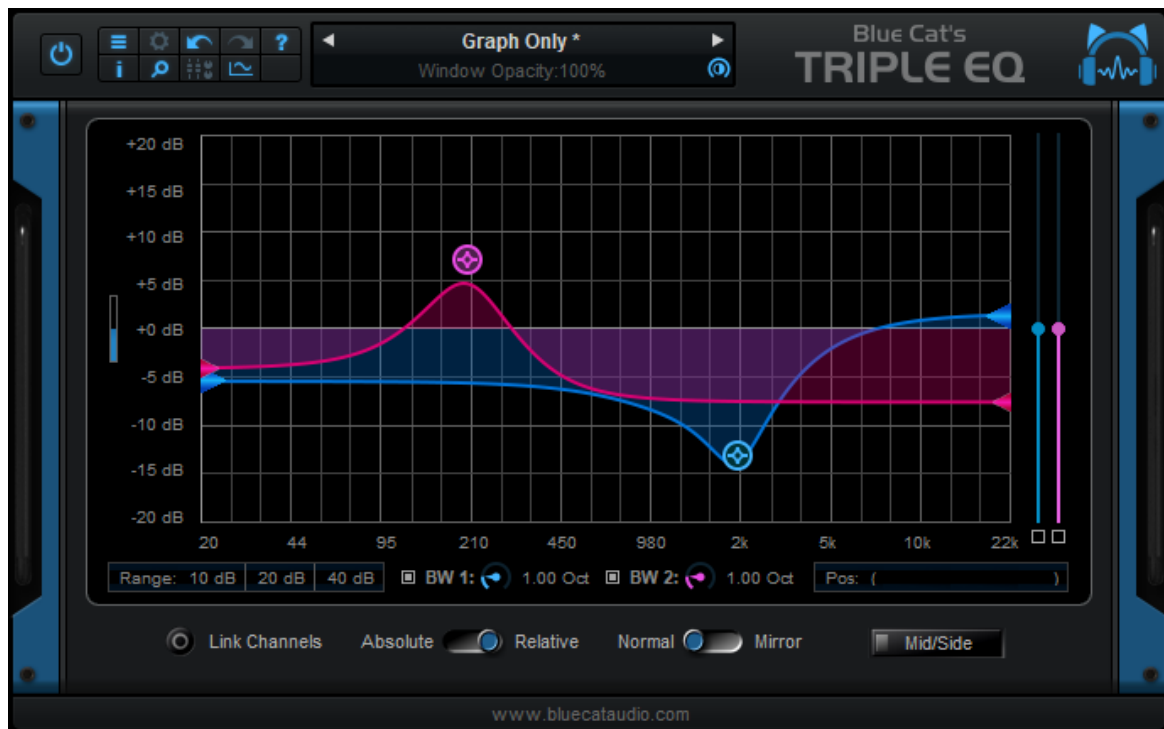 Graph Only *
Window Opacity:100%
Blue Cat's
TRIPLE EQ
+20 dB
+15 dB
+10 dB
+5 dB
+0 dB
-5 dB
-10 dB
-15 dB
-20 dB
20 44 95 210 450 980 2k 5k 10k 22k
Range: 10 dB 20 dB 40 dB BW 1: 1.00 Oct BW 2: 1.00 Oct Pos: ( )
Link Channels Absolute Relative Normal Mirror Mid/Side
www.bluecataudio.com